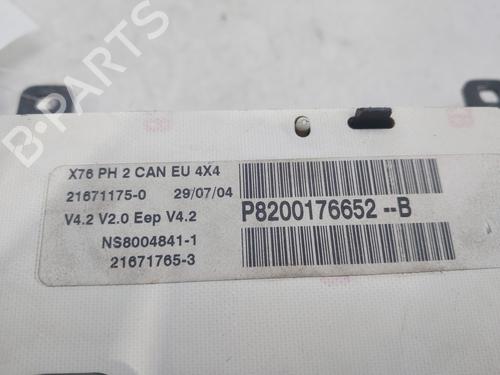 B-PARTS
X76 PH 2 CAN EU 4X4
21671175-0 29/07/04
V4.2 V2.0 Eep V4.2
NS8004841-1
21671765-3
P8200176652--B